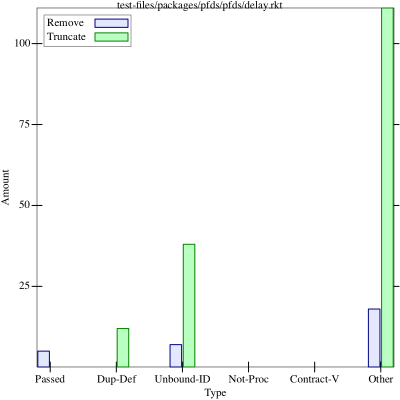 test-files/packages/pfds/pfds/delay.rkt
Remove
Truncate
100
75
50
25
Amount
Passed Dup-Def Unbound-ID Not-Proc Contract-V Other
Type